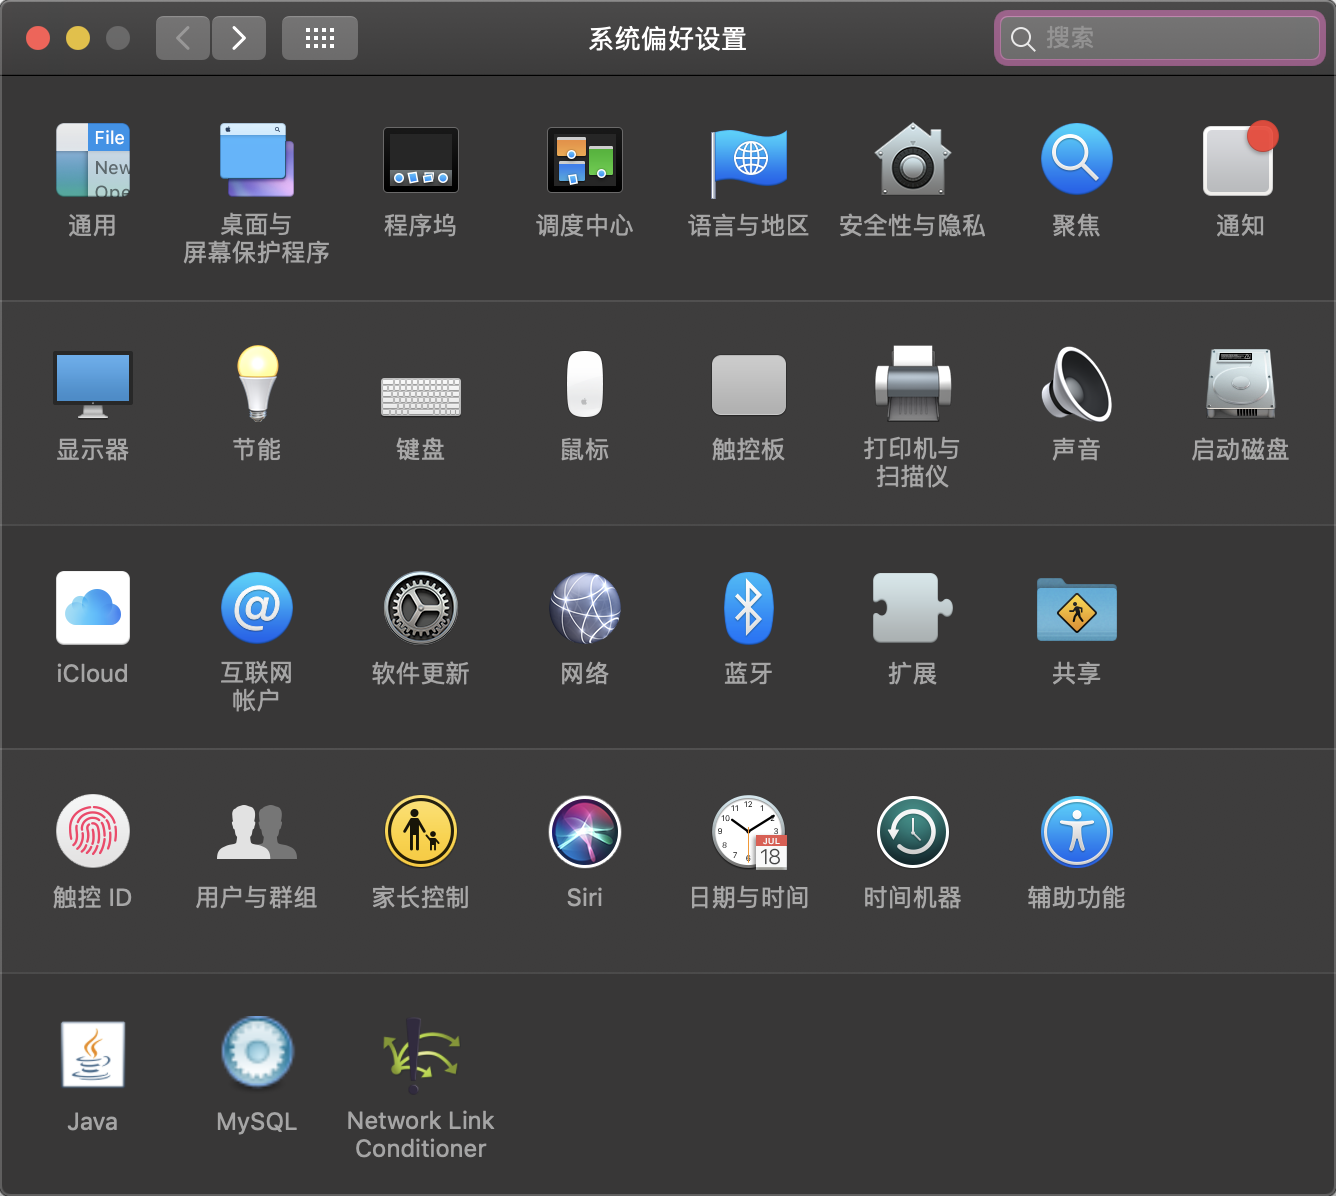 系统偏好设置
搜索
File
New
Ope
通用
桌面与
屏幕保护程序
程序坞
调度中心
语言与地区
安全性与隐私
聚焦
通知
显示器
节能
键盘
鼠标
触控板
打印机与
扫描仪
声音
启动磁盘
iCloud
互联网
帐户
软件更新
网络
蓝牙
扩展
共享
JUL
18
触控 ID
用户与群组
家长控制
Siri
日期与时间
时间机器
辅助功能
Java
MySQL
Network Link
Conditioner